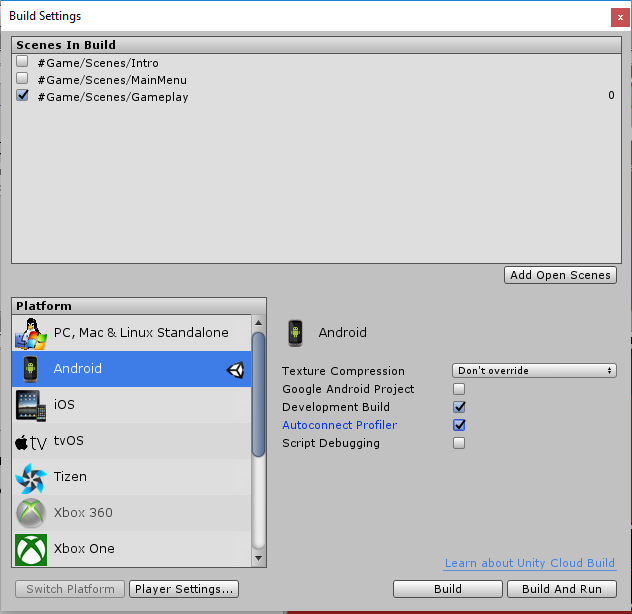 Build Settings
x
Scenes In Build
#Game/Scenes/Intro
#Game/Scenes/MainMenu
#Game/Scenes/Gameplay 0
Add Open Scenes
Platform
PC, Mac & Linux Standalone
Android
iOS
tv tvOS
Tizen
Xbox 360
Xbox One
Android
Texture Compression Don't override
Google Android Project
Development Build
Autoconnect Profiler
Script Debugging
Learn about Unity Cloud Build
Switch Platform Player Settings... Build Build And Run